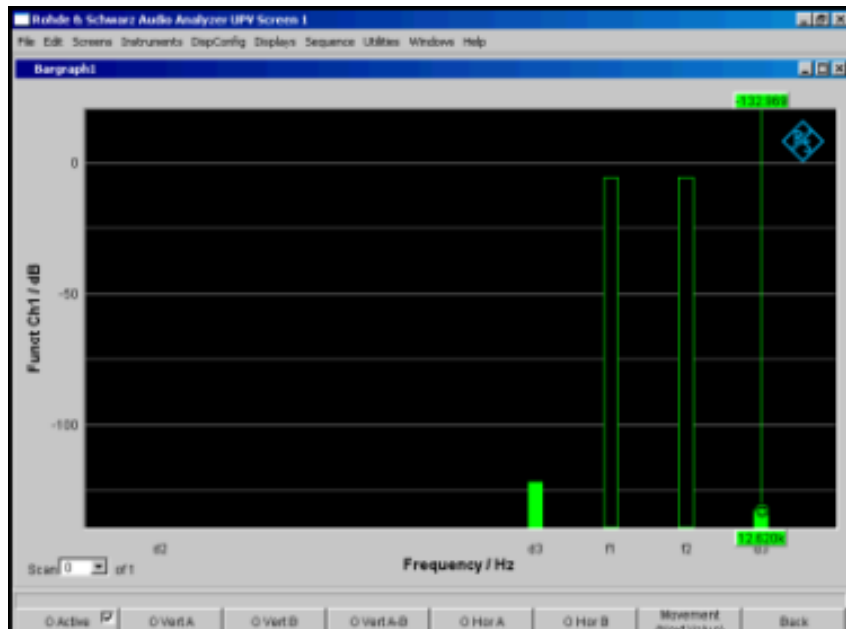 Rohde & Schwarz Audio Analyzer UPV Screen 1
File Edit Screens Instruments DispConfig Displays Sequence Utilities Windows Help
Bargraph1
-132.969
0
-50
-100
Funct Ch1 / dB
d2 d3 f1 f2 d3
12.620k
Frequency / Hz
Scan 0 of 1
O Active O Vert A O Vert B O Vert A-B O Hor A O Hor B Movement Back